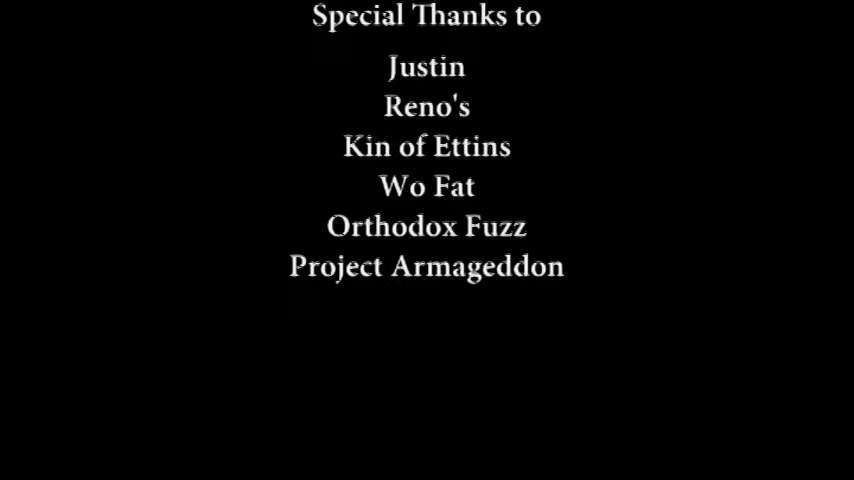 Special Thanks to
Justin
Reno's
Kin of Ettins
Wo Fat
Orthodox Fuzz
Project Armageddon